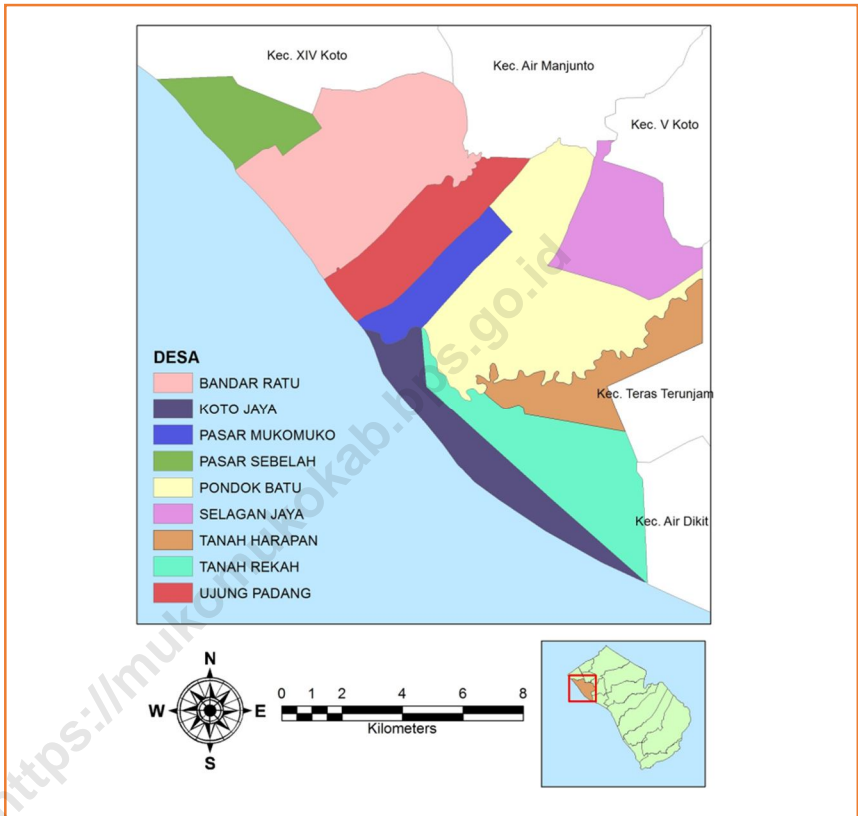 Kec. XIV Koto
Kec. Air Manjunto
Kec. V Koto
Kec. Teras Terunjam
Kec. Air Dikit
DESA
BANDAR RATU
KOTO JAYA
PASAR MUKOMUKO
PASAR SEBELAH
PONDOK BATU
SELAGAN JAYA
TANAH HARAPAN
TANAH REKAH
UJUNG PADANG
N
W E
S
0 1 2 4 6 8
Kilometers
https://mukomukokab.bps.go.id